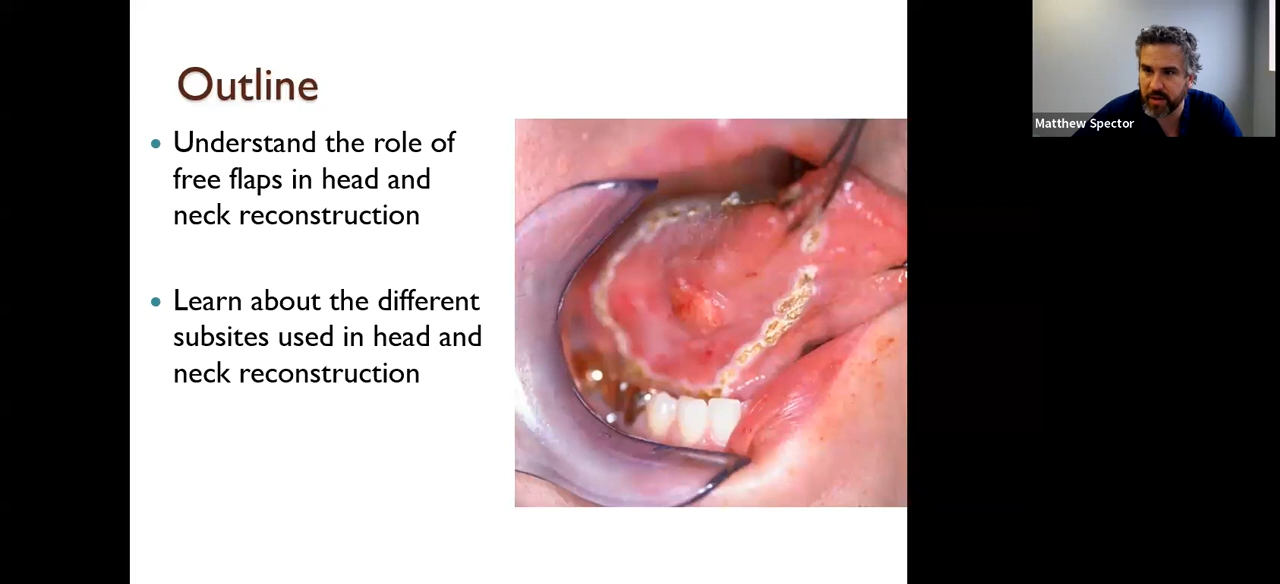 Outline
• Understand the role of
free flaps in head and
neck reconstruction
• Learn about the different
subsites used in head and
neck reconstruction
Matthew Spector